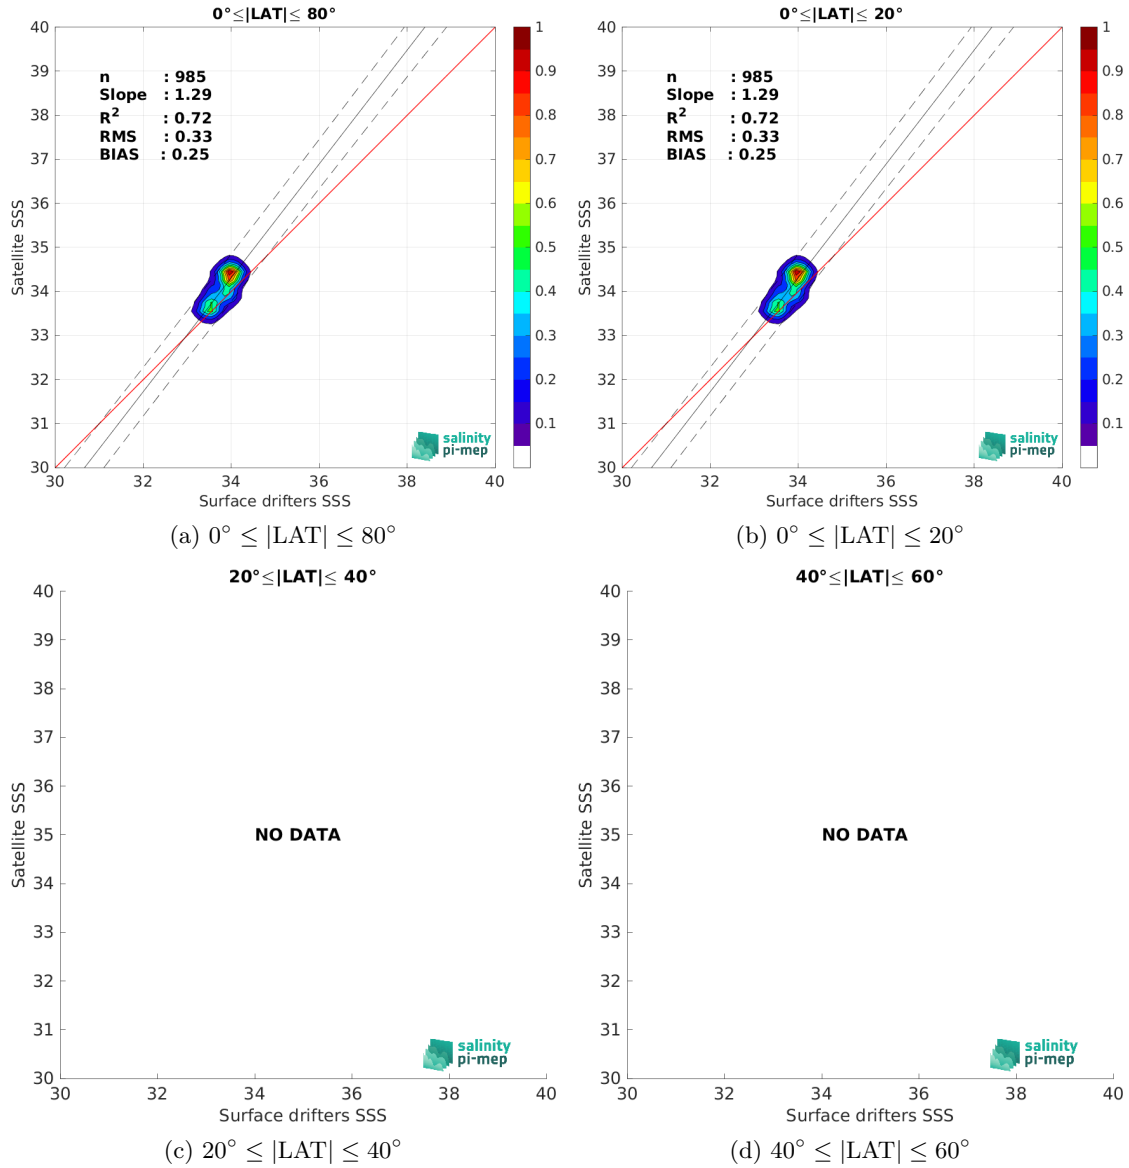 0°≤|LAT|≤ 80°
40
39
38
37
36
35
34
33
32
31
30
Satellite SSS
n : 985
Slope : 1.29
R² : 0.72
RMS : 0.33
BIAS : 0.25
salinity
pi-mep
30 32 34 36 38 40
Surface drifters SSS
1
0.9
0.8
0.7
0.6
0.5
0.4
0.3
0.2
0.1
(a) 0° ≤ |LAT| ≤ 80°
0°≤|LAT|≤ 20°
40
39
38
37
36
35
34
33
32
31
30
Satellite SSS
n : 985
Slope : 1.29
R² : 0.72
RMS : 0.33
BIAS : 0.25
salinity
pi-mep
30 32 34 36 38 40
Surface drifters SSS
1
0.9
0.8
0.7
0.6
0.5
0.4
0.3
0.2
0.1
(b) 0° ≤ |LAT| ≤ 20°
20°≤|LAT|≤ 40°
40
39
38
37
36
35
34
33
32
31
30
Satellite SSS
NO DATA
salinity
pi-mep
30 32 34 36 38 40
Surface drifters SSS
(c) 20° ≤ |LAT| ≤ 40°
40°≤|LAT|≤ 60°
40
39
38
37
36
35
34
33
32
31
30
Satellite SSS
NO DATA
salinity
pi-mep
30 32 34 36 38 40
Surface drifters SSS
(d) 40° ≤ |LAT| ≤ 60°